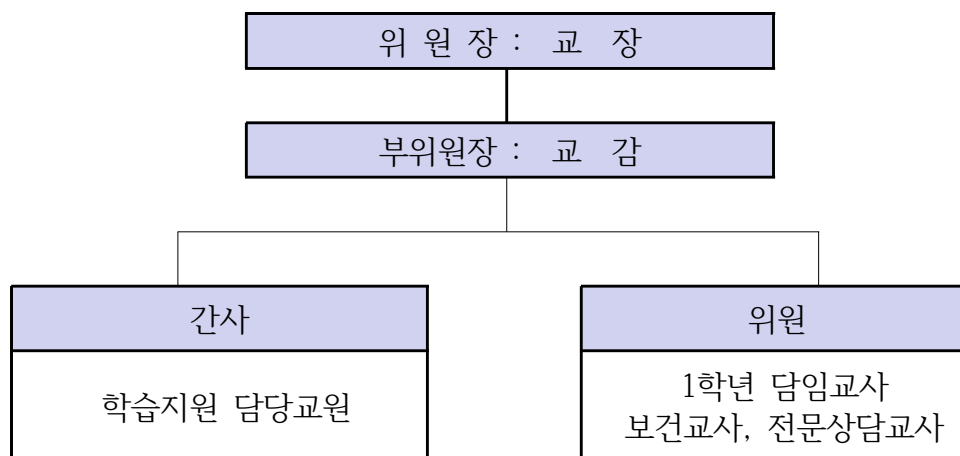 위 원 장 : 교 장
부위원장 : 교 감
간사
위원
학습지원 담당교원
1학년 담임교사
보건교사, 전문상담교사